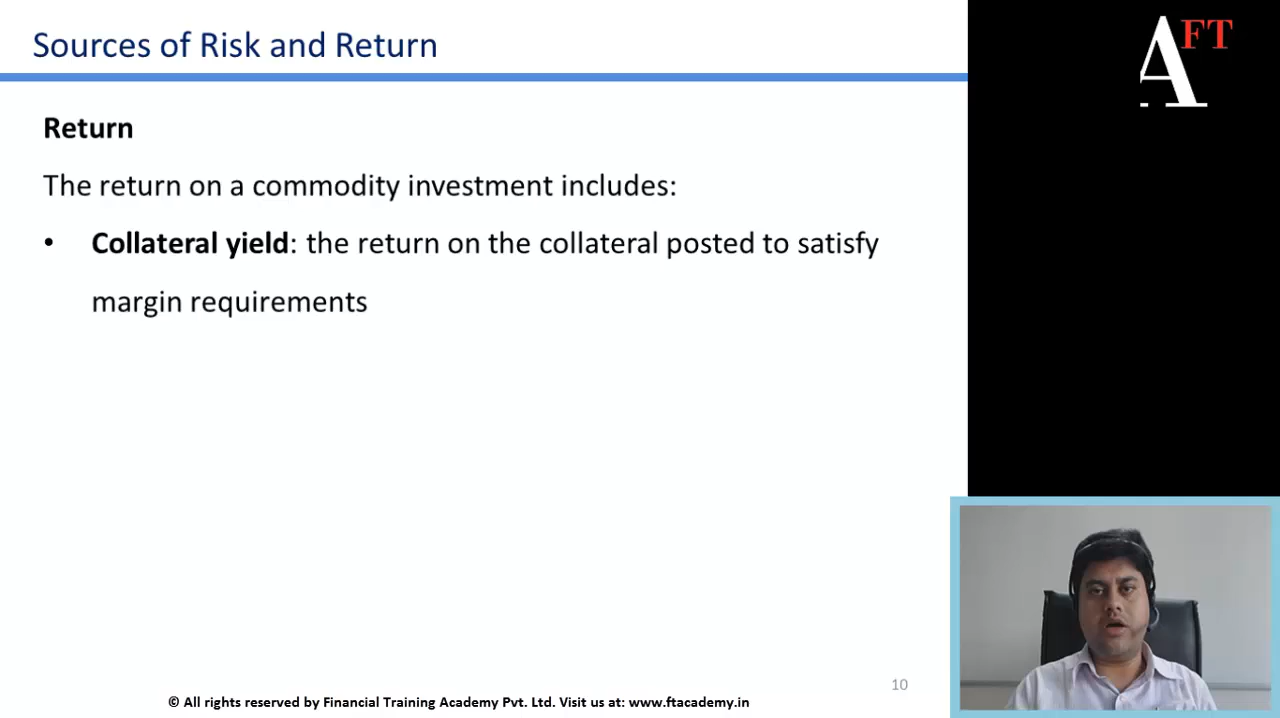 Sources of Risk and Return
AFT
Return
The return on a commodity investment includes:
• Collateral yield: the return on the collateral posted to satisfy
margin requirements
10
© All rights reserved by Financial Training Academy Pvt. Ltd. Visit us at: www.ftacademy.in